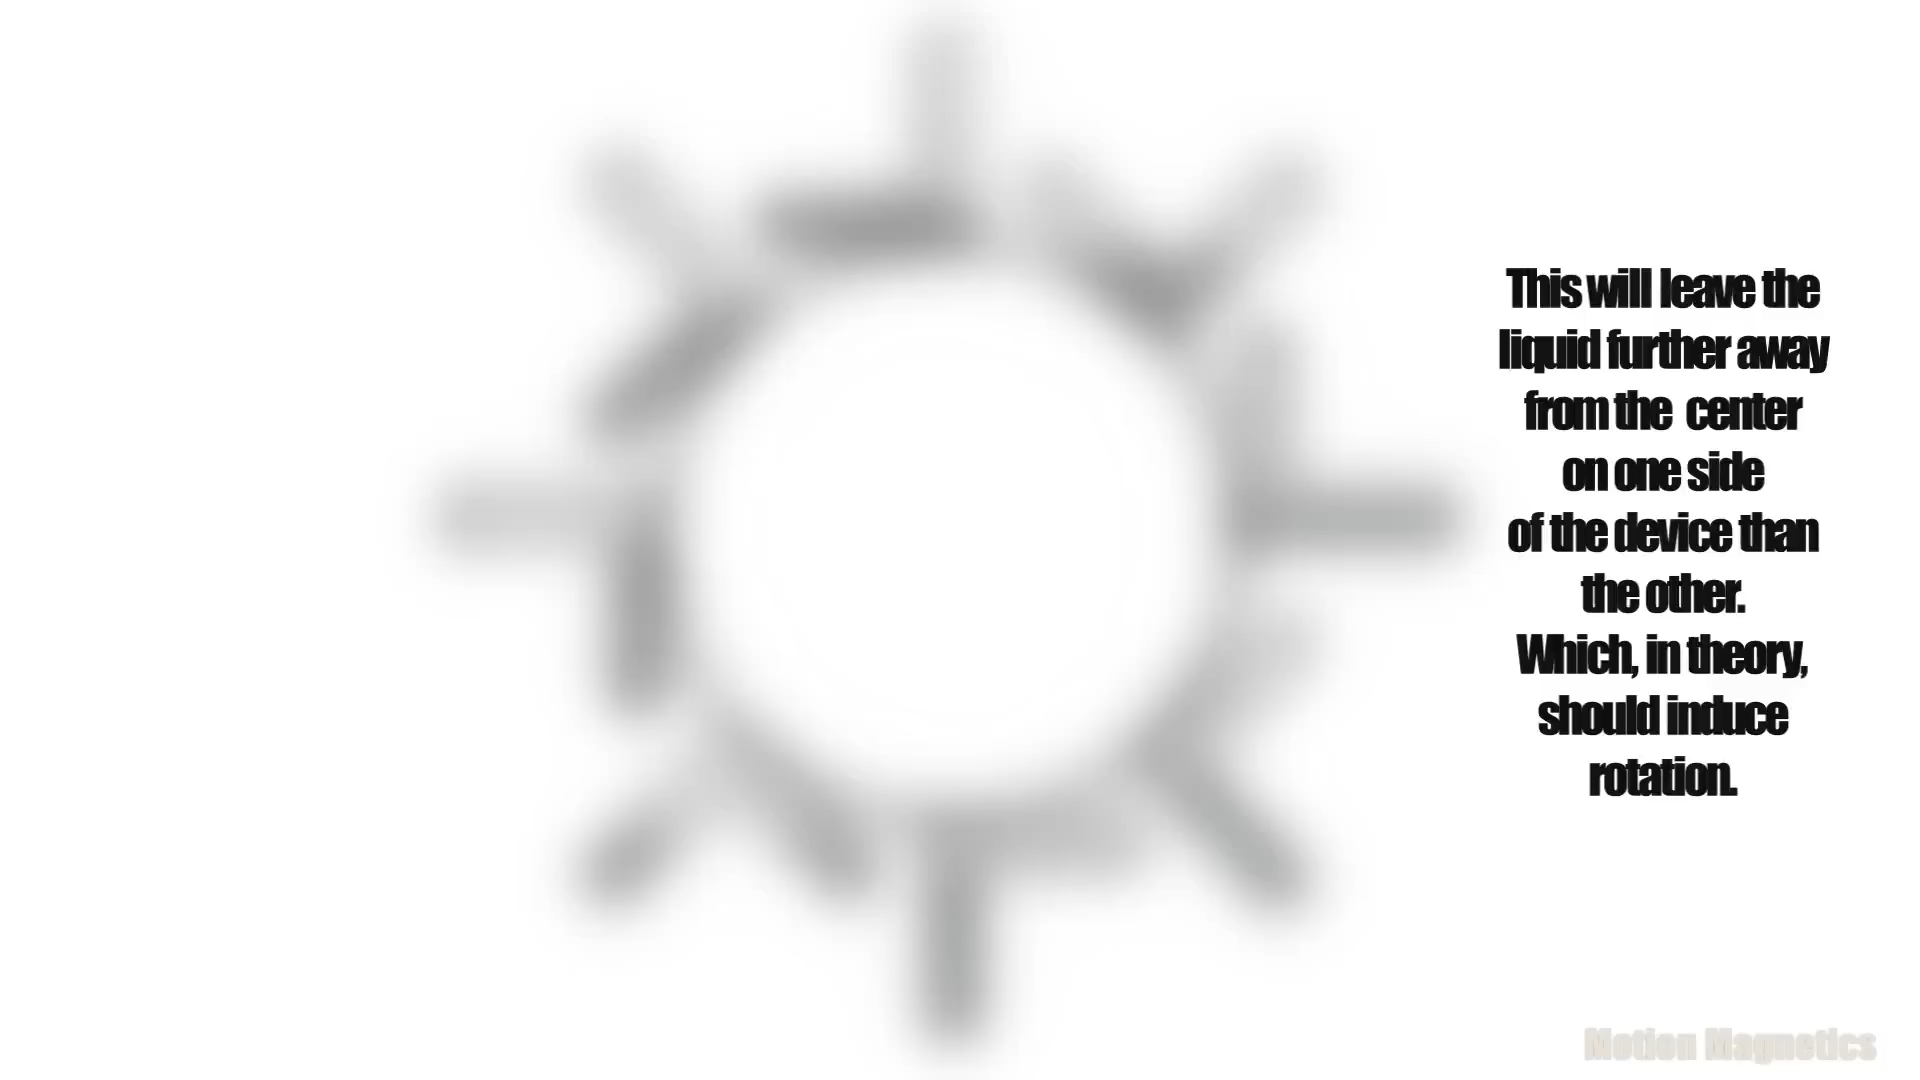 This will leave the
liquid further away
from the center
on one side
of the device than
the other.
Which, in theory,
should induce
rotation.
Motion Magnetics